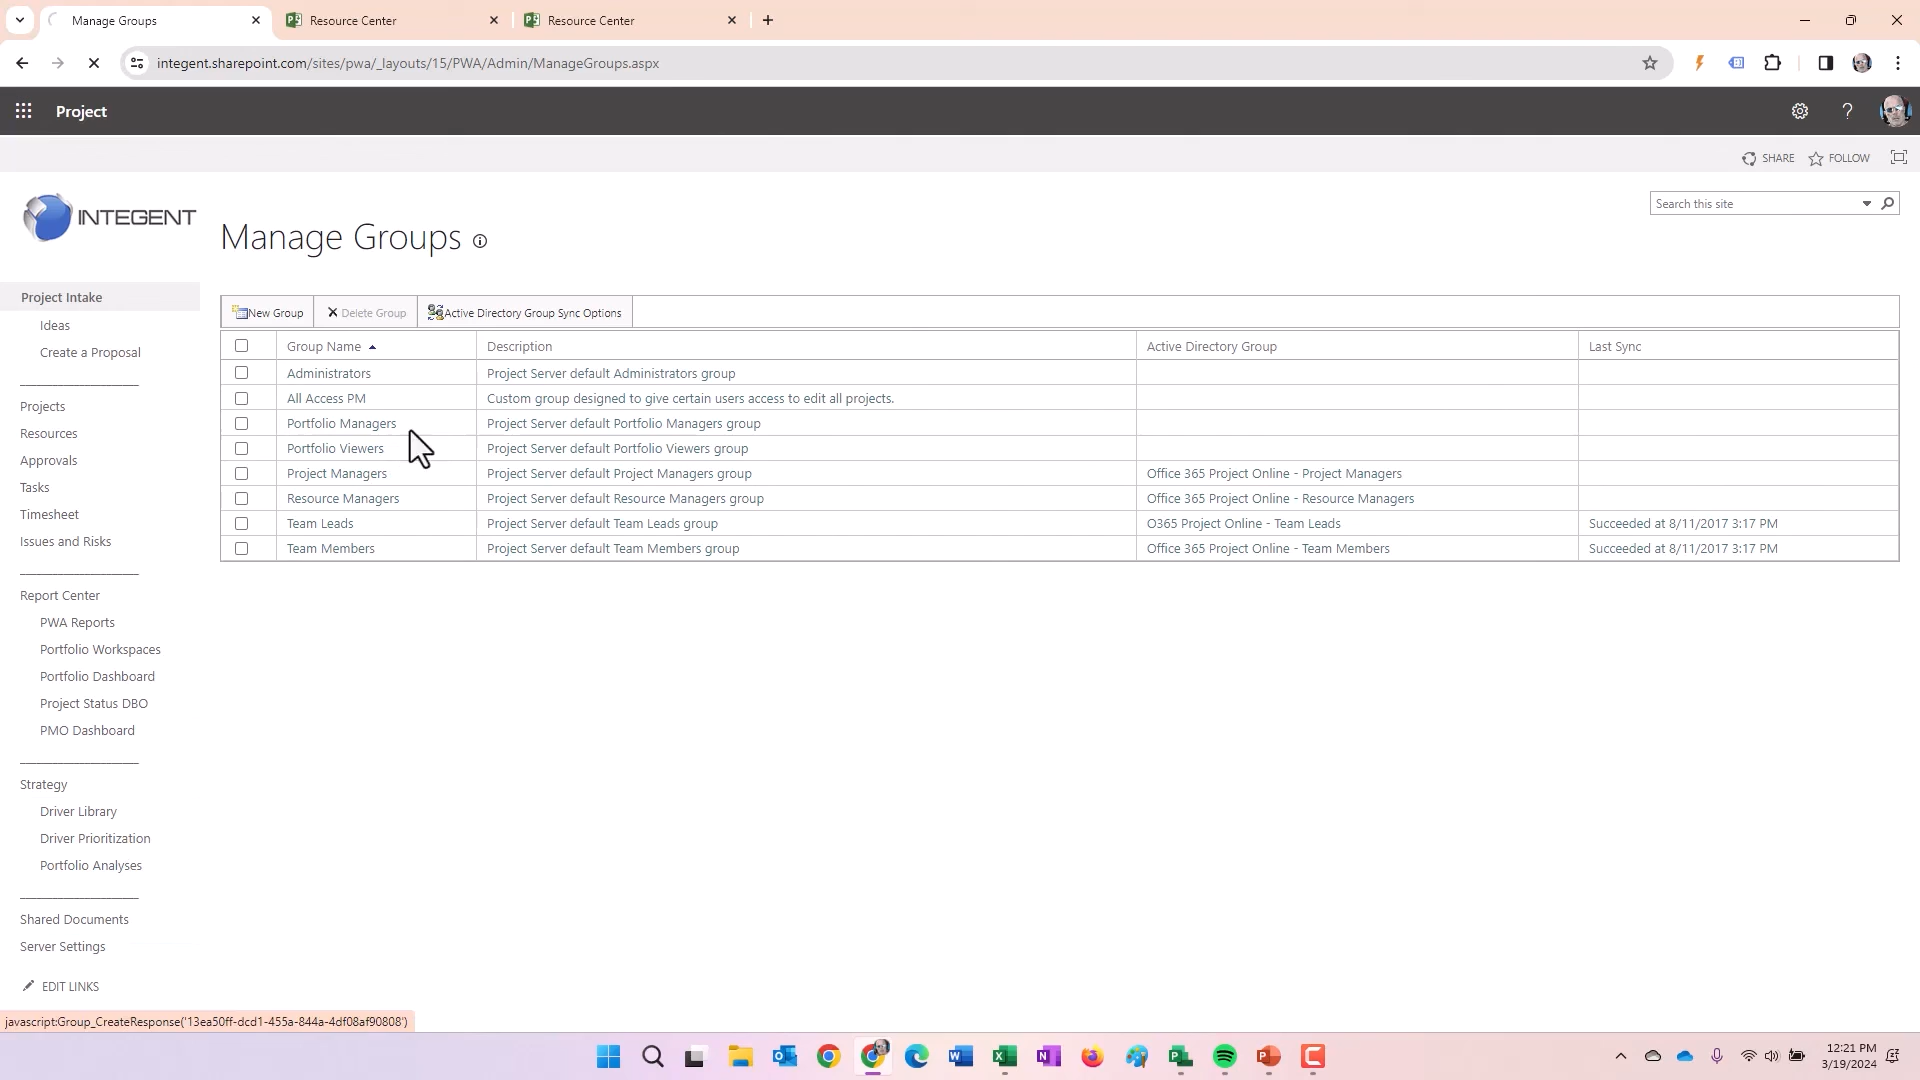 Manage Groups
Resource Center
Resource Center
integent.sharepoint.com/sites/pwa/_layouts/15/PWA/Admin/ManageGroups.aspx
Project
SHARE
FOLLOW
INTEGENT
Manage Groups
Search this site
Project Intake
Ideas
Create a Proposal
Projects
Resources
Approvals
Tasks
Timesheet
Issues and Risks
Report Center
PWA Reports
Portfolio Workspaces
Portfolio Dashboard
Project Status DBO
PMO Dashboard
Strategy
Driver Library
Driver Prioritization
Portfolio Analyses
Shared Documents
Server Settings
EDIT LINKS
New Group Delete Group Active Directory Group Sync Options
Group Name Description Active Directory Group Last Sync
Administrators Project Server default Administrators group
All Access PM Custom group designed to give certain users access to edit all projects.
Portfolio Managers Project Server default Portfolio Managers group
Portfolio Viewers Project Server default Portfolio Viewers group
Project Managers Project Server default Project Managers group Office 365 Project Online - Project Managers
Resource Managers Project Server default Resource Managers group Office 365 Project Online - Resource Managers
Team Leads Project Server default Team Leads group O365 Project Online - Team Leads Succeeded at 8/11/2017 3:17 PM
Team Members Project Server default Team Members group Office 365 Project Online - Team Members Succeeded at 8/11/2017 3:17 PM
javascript:Group_CreateResponse('13ea50ff-dcd1-455a-844a-4df08af90808')
12:21 PM
3/19/2024